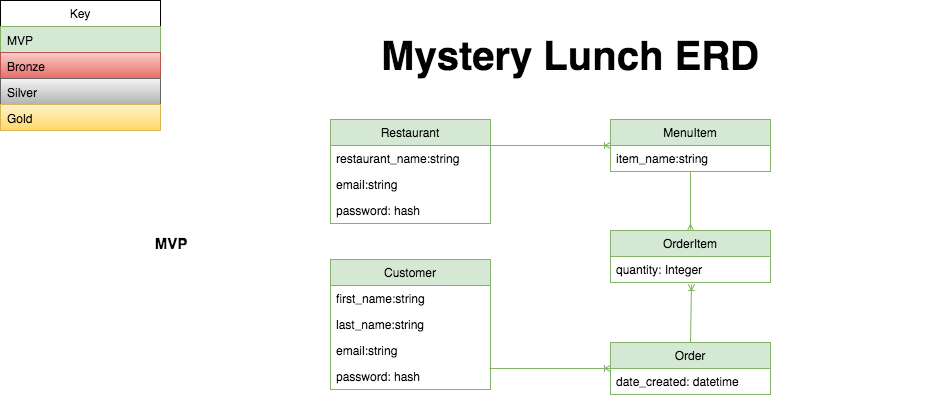 Key
MVP
Bronze
Silver
Gold
Mystery Lunch ERD
Restaurant
restaurant_name:string
email:string
password: hash
MenuItem
item_name:string
MVP
OrderItem
quantity: Integer
Customer
first_name:string
last_name:string
email:string
password: hash
Order
date_created: datetime